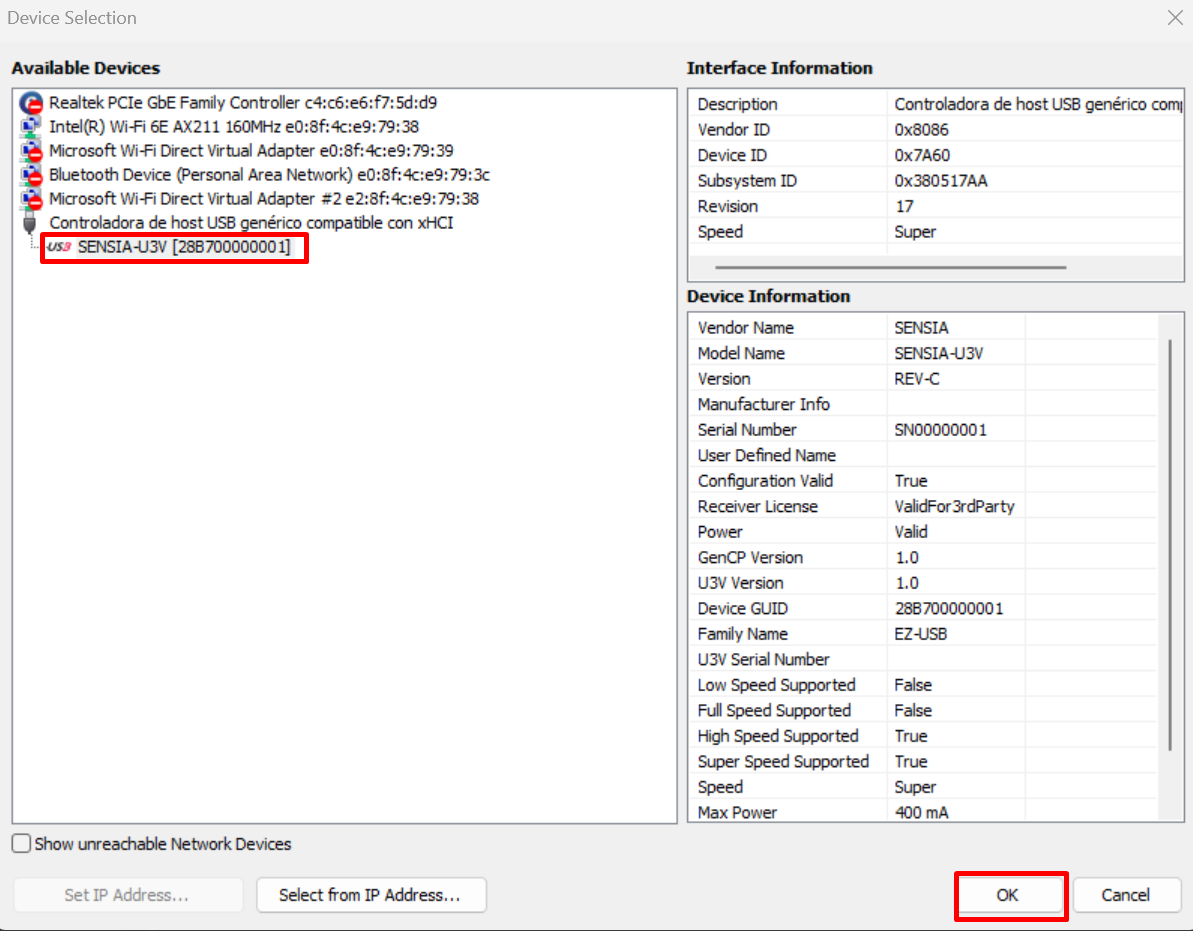 Device Selection
Available Devices
Realtek PCIe GbE Family Controller c4:c6:e6:f7:5d:d9
Intel(R) Wi-Fi 6E AX211 160MHz e0:8f:4c:e9:79:38
Microsoft Wi-Fi Direct Virtual Adapter e0:8f:4c:e9:79:39
Bluetooth Device (Personal Area Network) e0:8f:4c:e9:79:3c
Microsoft Wi-Fi Direct Virtual Adapter #2 e2:8f:4c:e9:79:38
Controladora de host USB genérico compatible con xHCI
USB SENSIA-U3V [28B700000001]
Show unreachable Network Devices
Set IP Address...
Select from IP Address...
Interface Information
Description Controladora de host USB genérico com
Vendor ID 0x8086
Device ID 0x7A60
Subsystem ID 0x380517AA
Revision 17
Speed Super
Device Information
Vendor Name SENSIA
Model Name SENSIA-U3V
Version REV-C
Manufacturer Info
Serial Number SN00000001
User Defined Name
Configuration Valid True
Receiver License ValidFor3rdParty
Power Valid
GenCP Version 1.0
U3V Version 1.0
Device GUID 28B700000001
Family Name EZ-USB
U3V Serial Number
Low Speed Supported False
Full Speed Supported False
High Speed Supported True
Super Speed Supported True
Speed Super
Max Power 400 mA
OK
Cancel